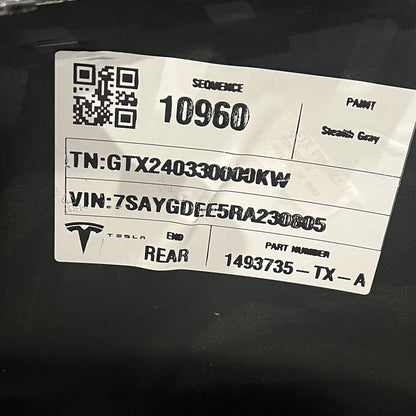 SEQUENCE
10960
PAINT
Stealth Gray
TN:GTX240330000KW
VIN:7SAYGDEE5RA230805
TESLA
END
REAR
PART NUMBER
1493735-TX-A